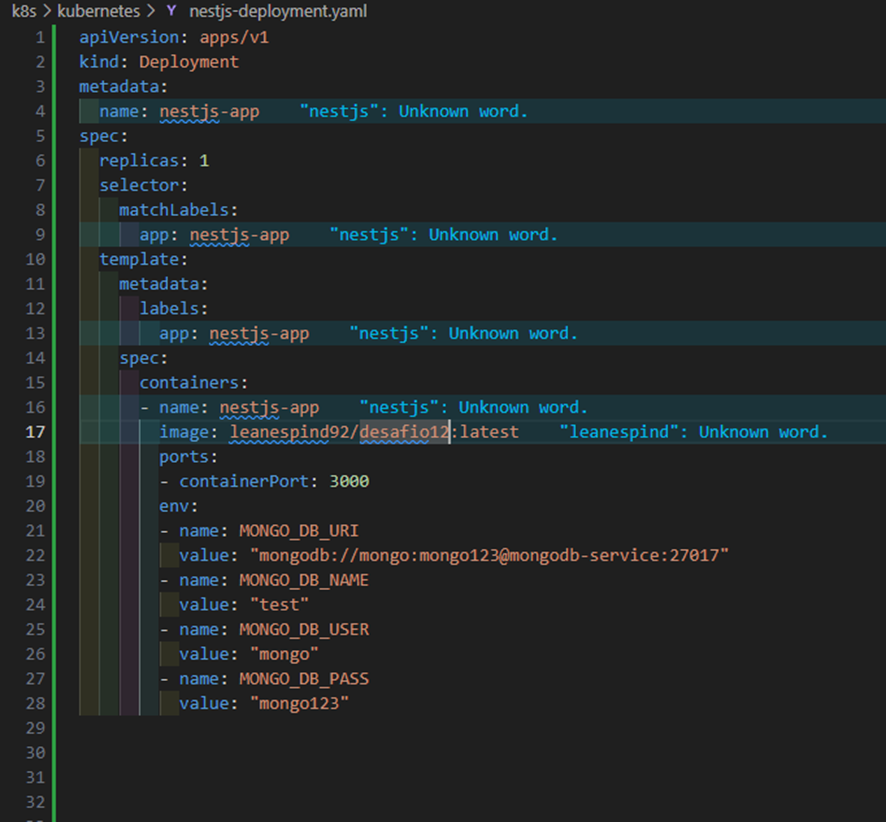 k8s > kubernetes > Y nestjs-deployment.yaml
1 apiVersion: apps/v1
2 kind: Deployment
3 metadata:
4   name: nestjs-app    "nestjs": Unknown word.
5 spec:
6   replicas: 1
7   selector:
8     matchLabels:
9       app: nestjs-app    "nestjs": Unknown word.
10   template:
11     metadata:
12       labels:
13         app: nestjs-app    "nestjs": Unknown word.
14     spec:
15       containers:
16       - name: nestjs-app    "nestjs": Unknown word.
17         image: leanespind92/desafio12:latest    "leanespind": Unknown word.
18         ports:
19         - containerPort: 3000
20         env:
21         - name: MONGO_DB_URI
22           value: "mongodb://mongo:mongo123@mongodb-service:27017"
23         - name: MONGO_DB_NAME
24           value: "test"
25         - name: MONGO_DB_USER
26           value: "mongo"
27         - name: MONGO_DB_PASS
28           value: "mongo123"
29
30
31
32